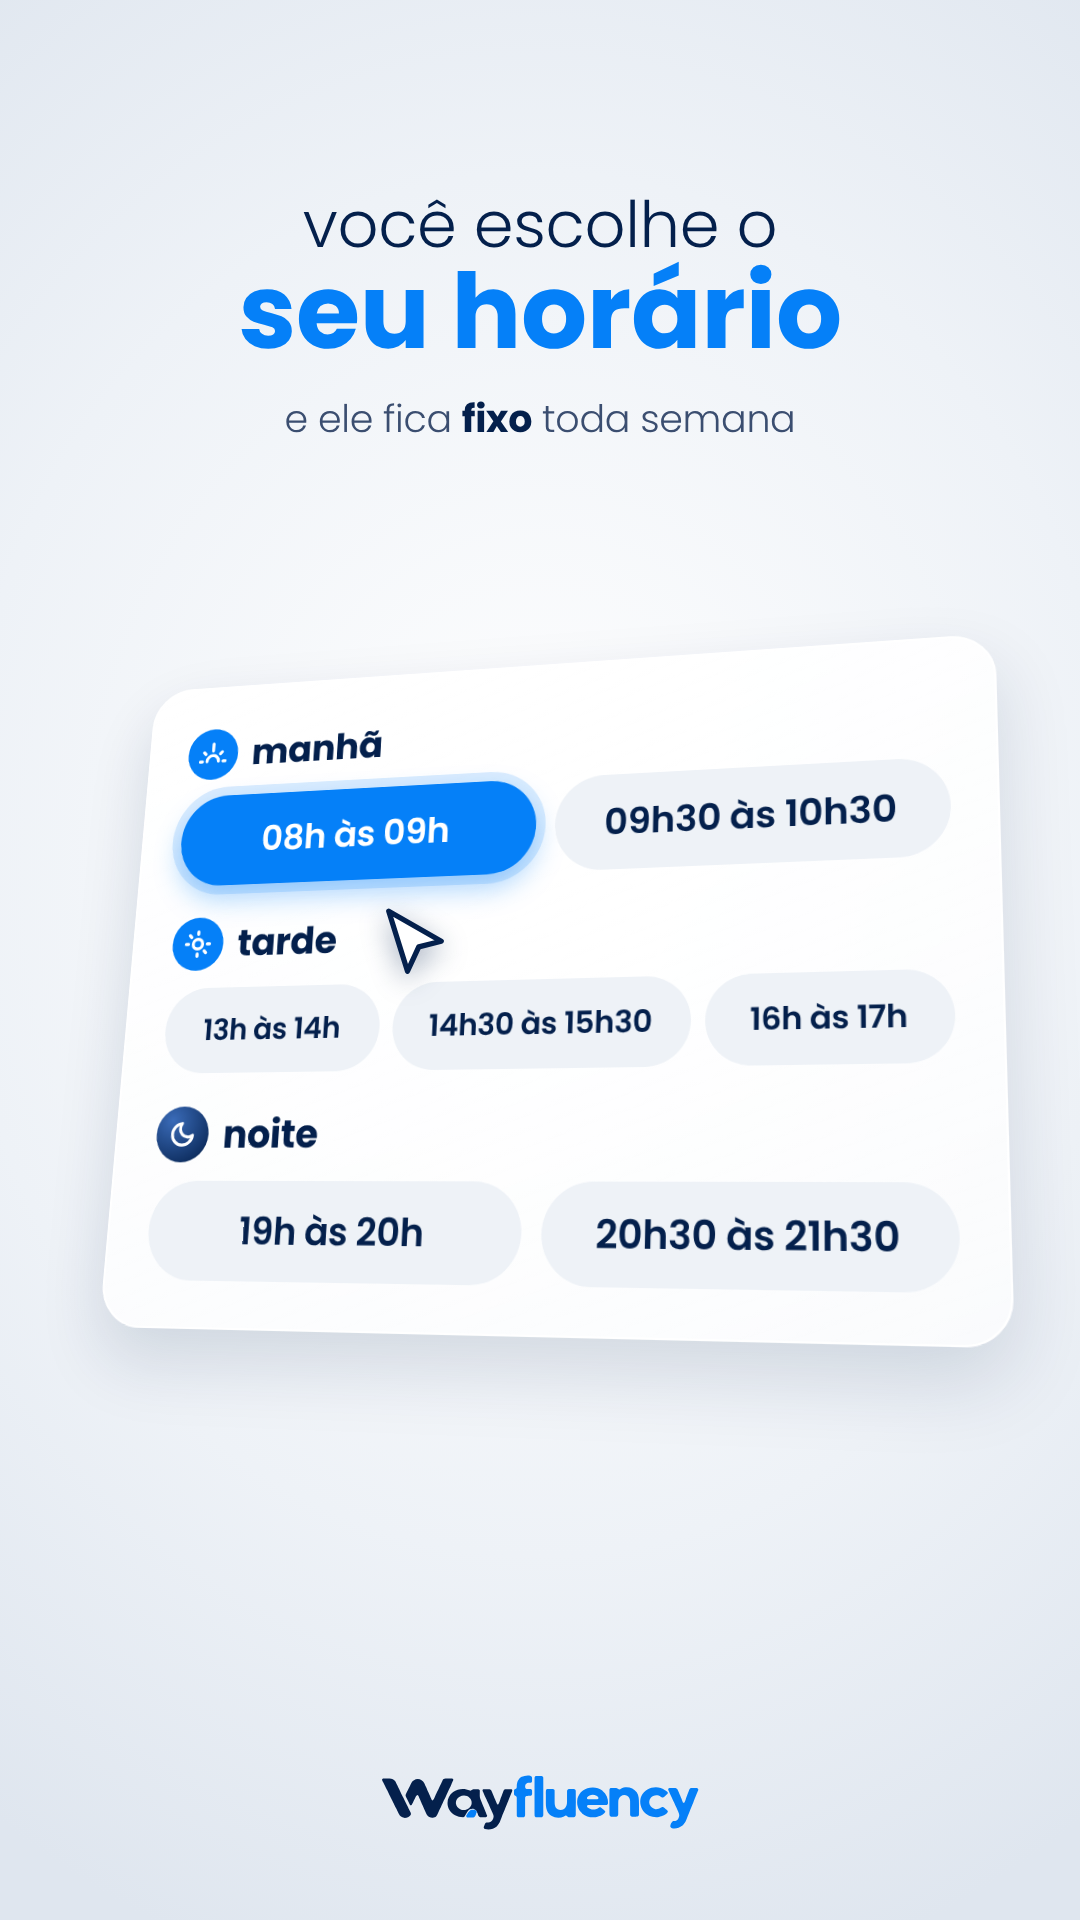 você escolhe o
seu horário
e ele fica fixo toda semana
manhã
08h às 09h
09h30 às 10h30
tarde
13h às 14h
14h30 às 15h30
16h às 17h
noite
19h às 20h
20h30 às 21h30
Wayfluency